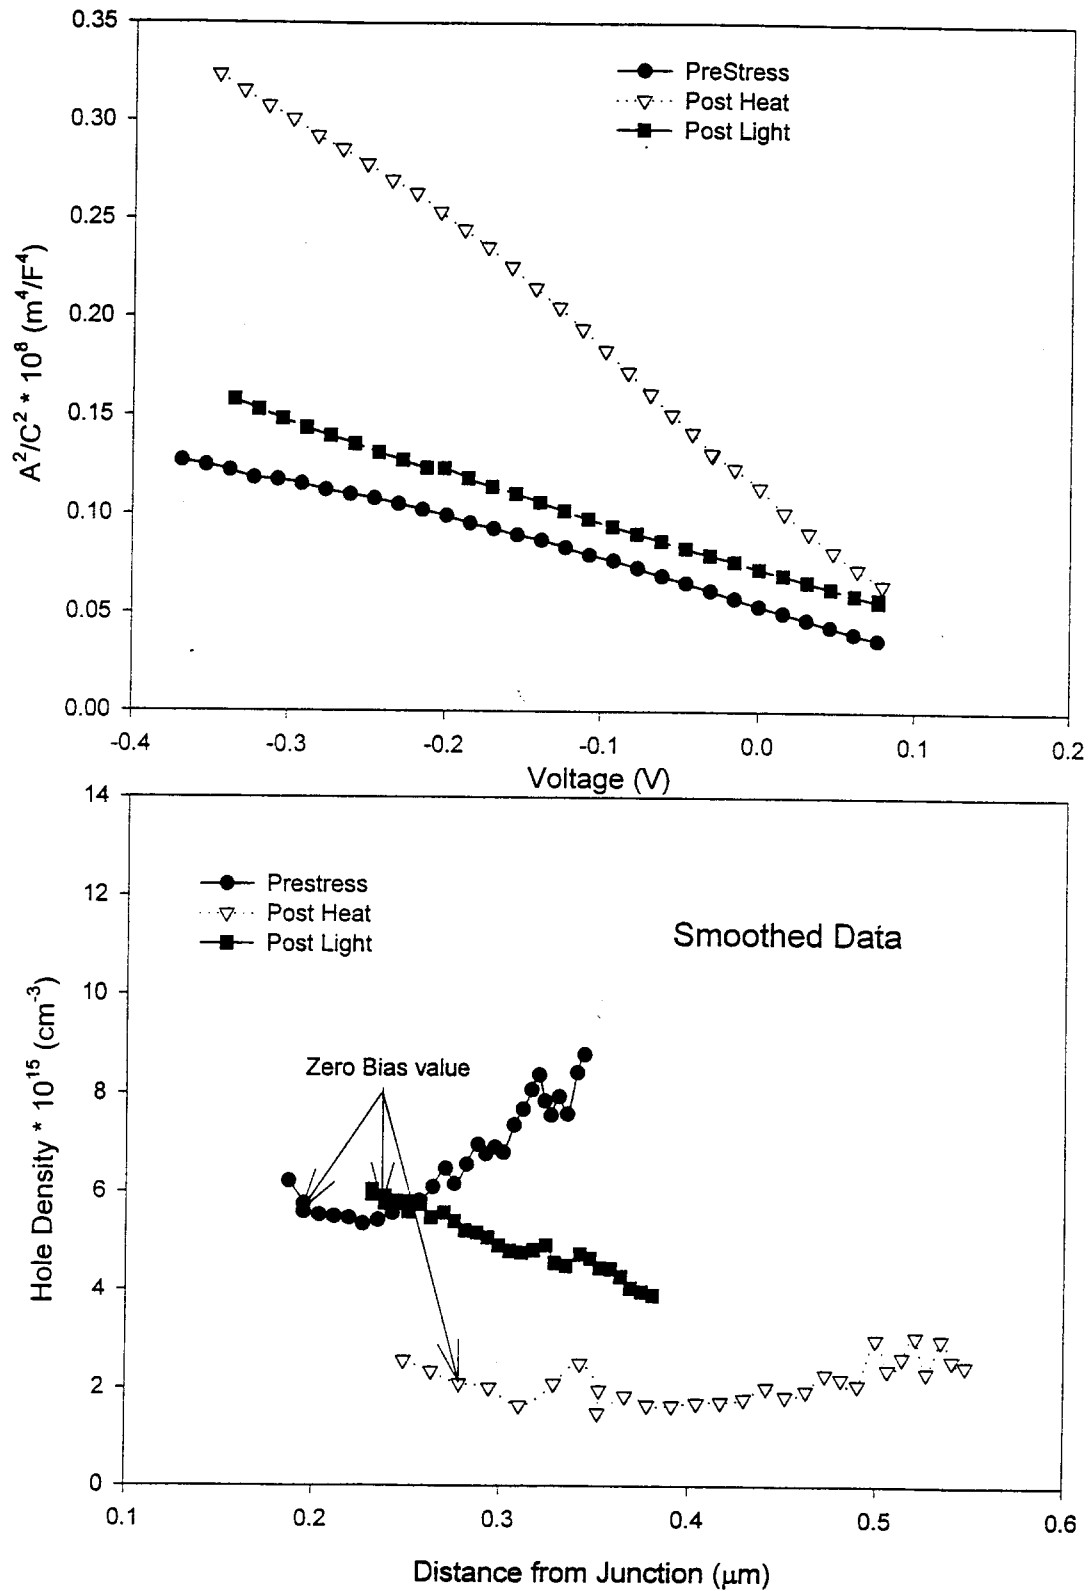 0.35
0.30
0.25
0.20
0.15
0.10
0.05
0.00
A²/C² * 10⁸ (m⁴/F⁴)
PreStress
Post Heat
Post Light
-0.4 -0.3 -0.2 -0.1 0.0 0.1 0.2
Voltage (V)
14
12
10
8
6
4
2
0
Hole Density * 10¹⁵ (cm⁻³)
Prestress
Post Heat
Post Light
Smoothed Data
Zero Bias value
0.1 0.2 0.3 0.4 0.5 0.6
Distance from Junction (μm)